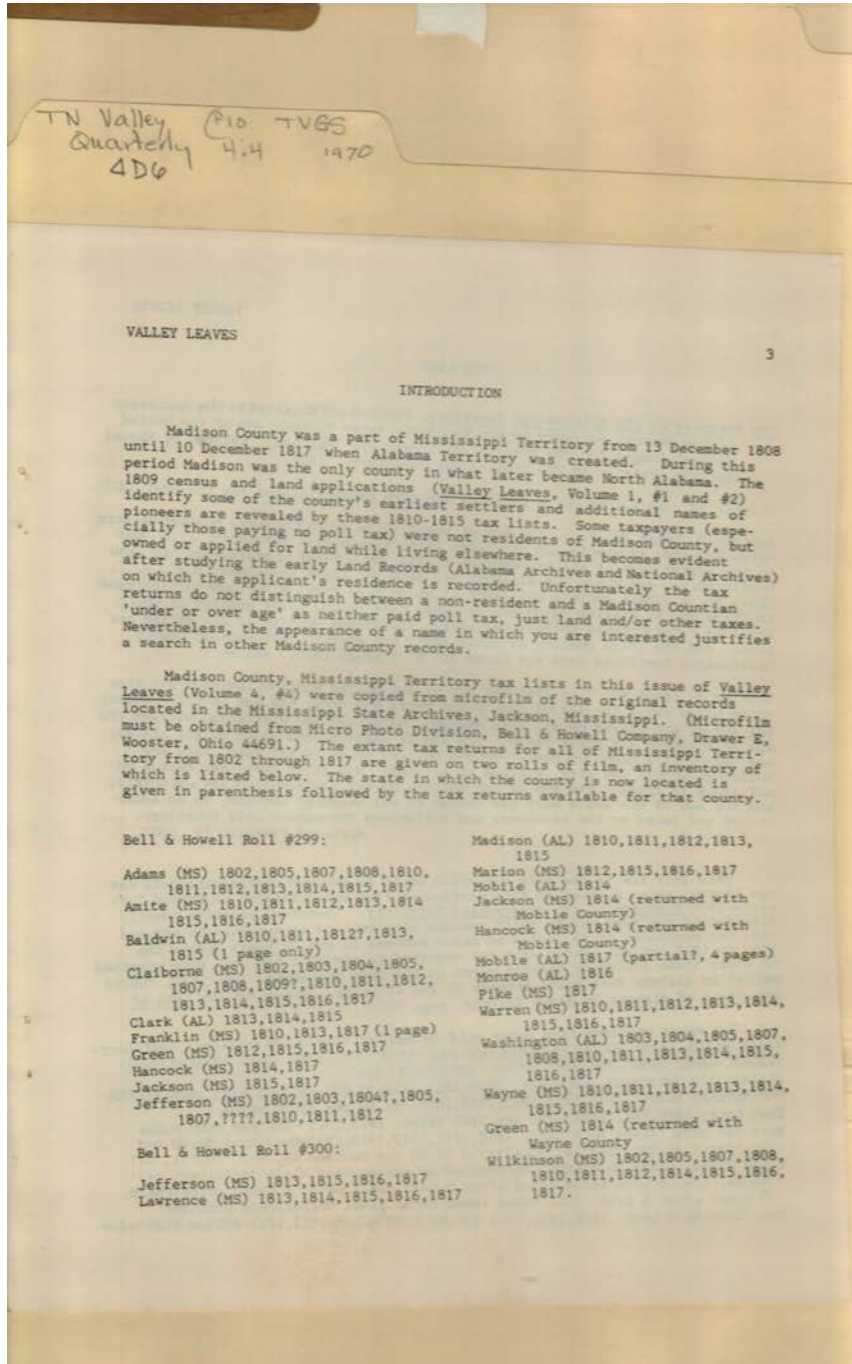 TN Valley P10 TVGS
Quarterly 4.4 1970
4D6
VALLEY LEAVES
3
INTRODUCTION
Madison County was a part of Mississippi Territory from 13 December 1808
until 10 December 1817 when Alabama Territory was created. During this
period Madison was the only county in what later became North Alabama. The
1809 census and land applications (Valley Leaves, Volume 1, #1 and #2)
identify some of the county's earliest settlers and additional names of
pioneers are revealed by these 1810-1815 tax lists. Some taxpayers (espe-
cially those paying no poll tax) were not residents of Madison County, but
owned or applied for land while living elsewhere. This becomes evident
after studying the early Land Records (Alabama Archives and National Archives)
on which the applicant's residence is recorded. Unfortunately the tax
returns do not distinguish between a non-resident and a Madison Countian
'under or over age' as neither paid poll tax, just land and/or other taxes.
Nevertheless, the appearance of a name in which you are interested justifies
a search in other Madison County records.
Madison County, Mississippi Territory tax lists in this issue of Valley
Leaves (Volume 4, #4) were copied from microfilm of the original records
located in the Mississippi State Archives, Jackson, Mississippi. (Microfilm
must be obtained from Micro Photo Division, Bell & Howell Company, Drawer E,
Wooster, Ohio 44691.) The extant tax returns for all of Mississippi Terri-
tory from 1802 through 1817 are given on two rolls of film, an inventory of
which is listed below. The state in which the county is now located is
given in parenthesis followed by the tax returns available for that county.
Bell & Howell Roll #299:
Adams (MS) 1802,1805,1807,1808,1810,
1811,1812,1813,1814,1815,1817
Amite (MS) 1810,1811,1812,1813,1814
1815,1816,1817
Baldwin (AL) 1810,1811,1812?,1813,
1815 (1 page only)
Claiborne (MS) 1802,1803,1804,1805,
1807,1808,1809?,1810,1811,1812,
1813,1814,1815,1816,1817
Clark (AL) 1813,1814,1815
Franklin (MS) 1810,1813,1817 (1 page)
Green (MS) 1812,1815,1816,1817
Hancock (MS) 1814,1817
Jackson (MS) 1815,1817
Jefferson (MS) 1802,1803,1804?,1805,
1807,????,1810,1811,1812
Bell & Howell Roll #300:
Jefferson (MS) 1813,1815,1816,1817
Lawrence (MS) 1813,1814,1815,1816,1817
Madison (AL) 1810,1811,1812,1813,
1815
Marion (MS) 1812,1815,1816,1817
Mobile (AL) 1814
Jackson (MS) 1814 (returned with
Mobile County)
Hancock (MS) 1814 (returned with
Mobile County)
Mobile (AL) 1817 (partial?, 4 pages)
Monroe (AL) 1816
Pike (MS) 1817
Warren (MS) 1810,1811,1812,1813,1814,
1815,1816,1817
Washington (AL) 1803,1804,1805,1807,
1808,1810,1811,1813,1814,1815,
1816,1817
Wayne (MS) 1810,1811,1812,1813,1814,
1815,1816,1817
Green (MS) 1814 (returned with
Wayne County
Wilkinson (MS) 1802,1805,1807,1808,
1810,1811,1812,1814,1815,1816,
1817.